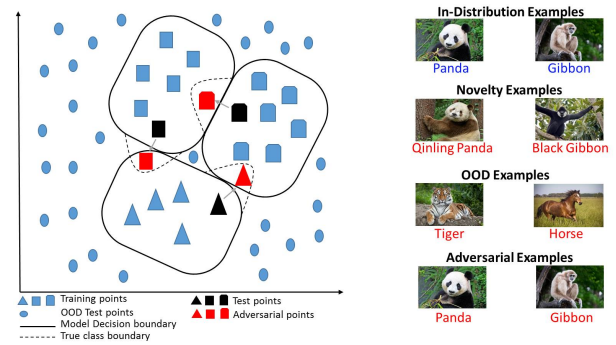 In-Distribution Examples
Panda
Gibbon
Novelty Examples
Qinling Panda
Black Gibbon
OOD Examples
Tiger
Horse
Adversarial Examples
Panda
Gibbon
Training points
OOD Test points
Model Decision boundary
True class boundary
Test points
Adversarial points